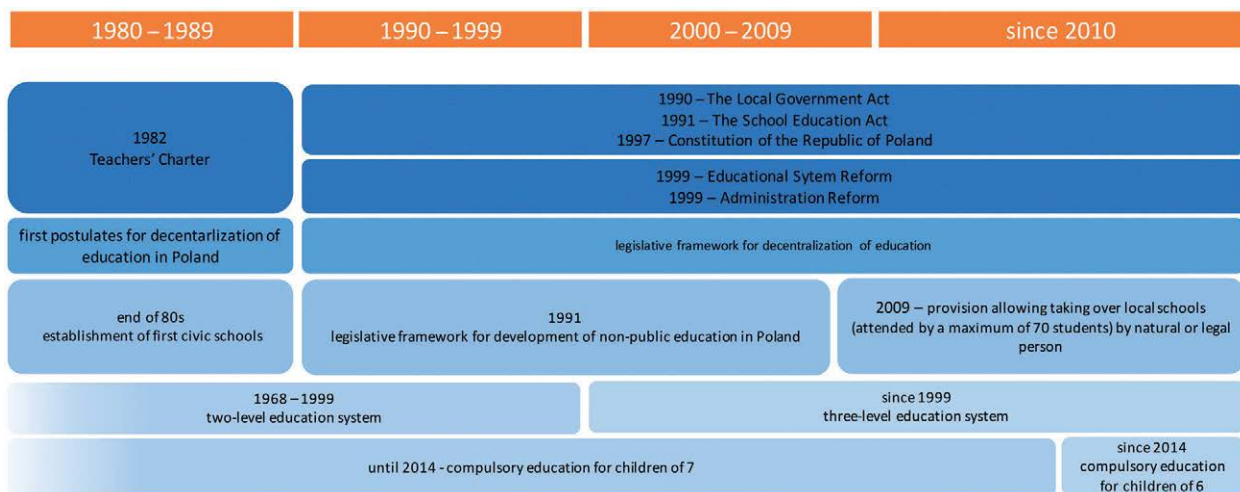 1980 – 1989
1990 – 1999
2000 – 2009
since 2010
1982
Teachers’ Charter
1990 – The Local Government Act
1991 – The School Education Act
1997 – Constitution of the Republic of Poland
1999 – Educational Sytem Reform
1999 – Administration Reform
first postulates for decentarlization of
education in Poland
legislative framework for decentralization of education
end of 80s
establishment of first civic schools
1991
legislative framework for development of non-public education in Poland
2009 – provision allowing taking over local schools
(attended by a maximum of 70 students) by natural or legal
person
1968 – 1999
two-level education system
since 1999
three-level education system
until 2014 - compulsory education for children of 7
since 2014
compulsory education
for children of 6